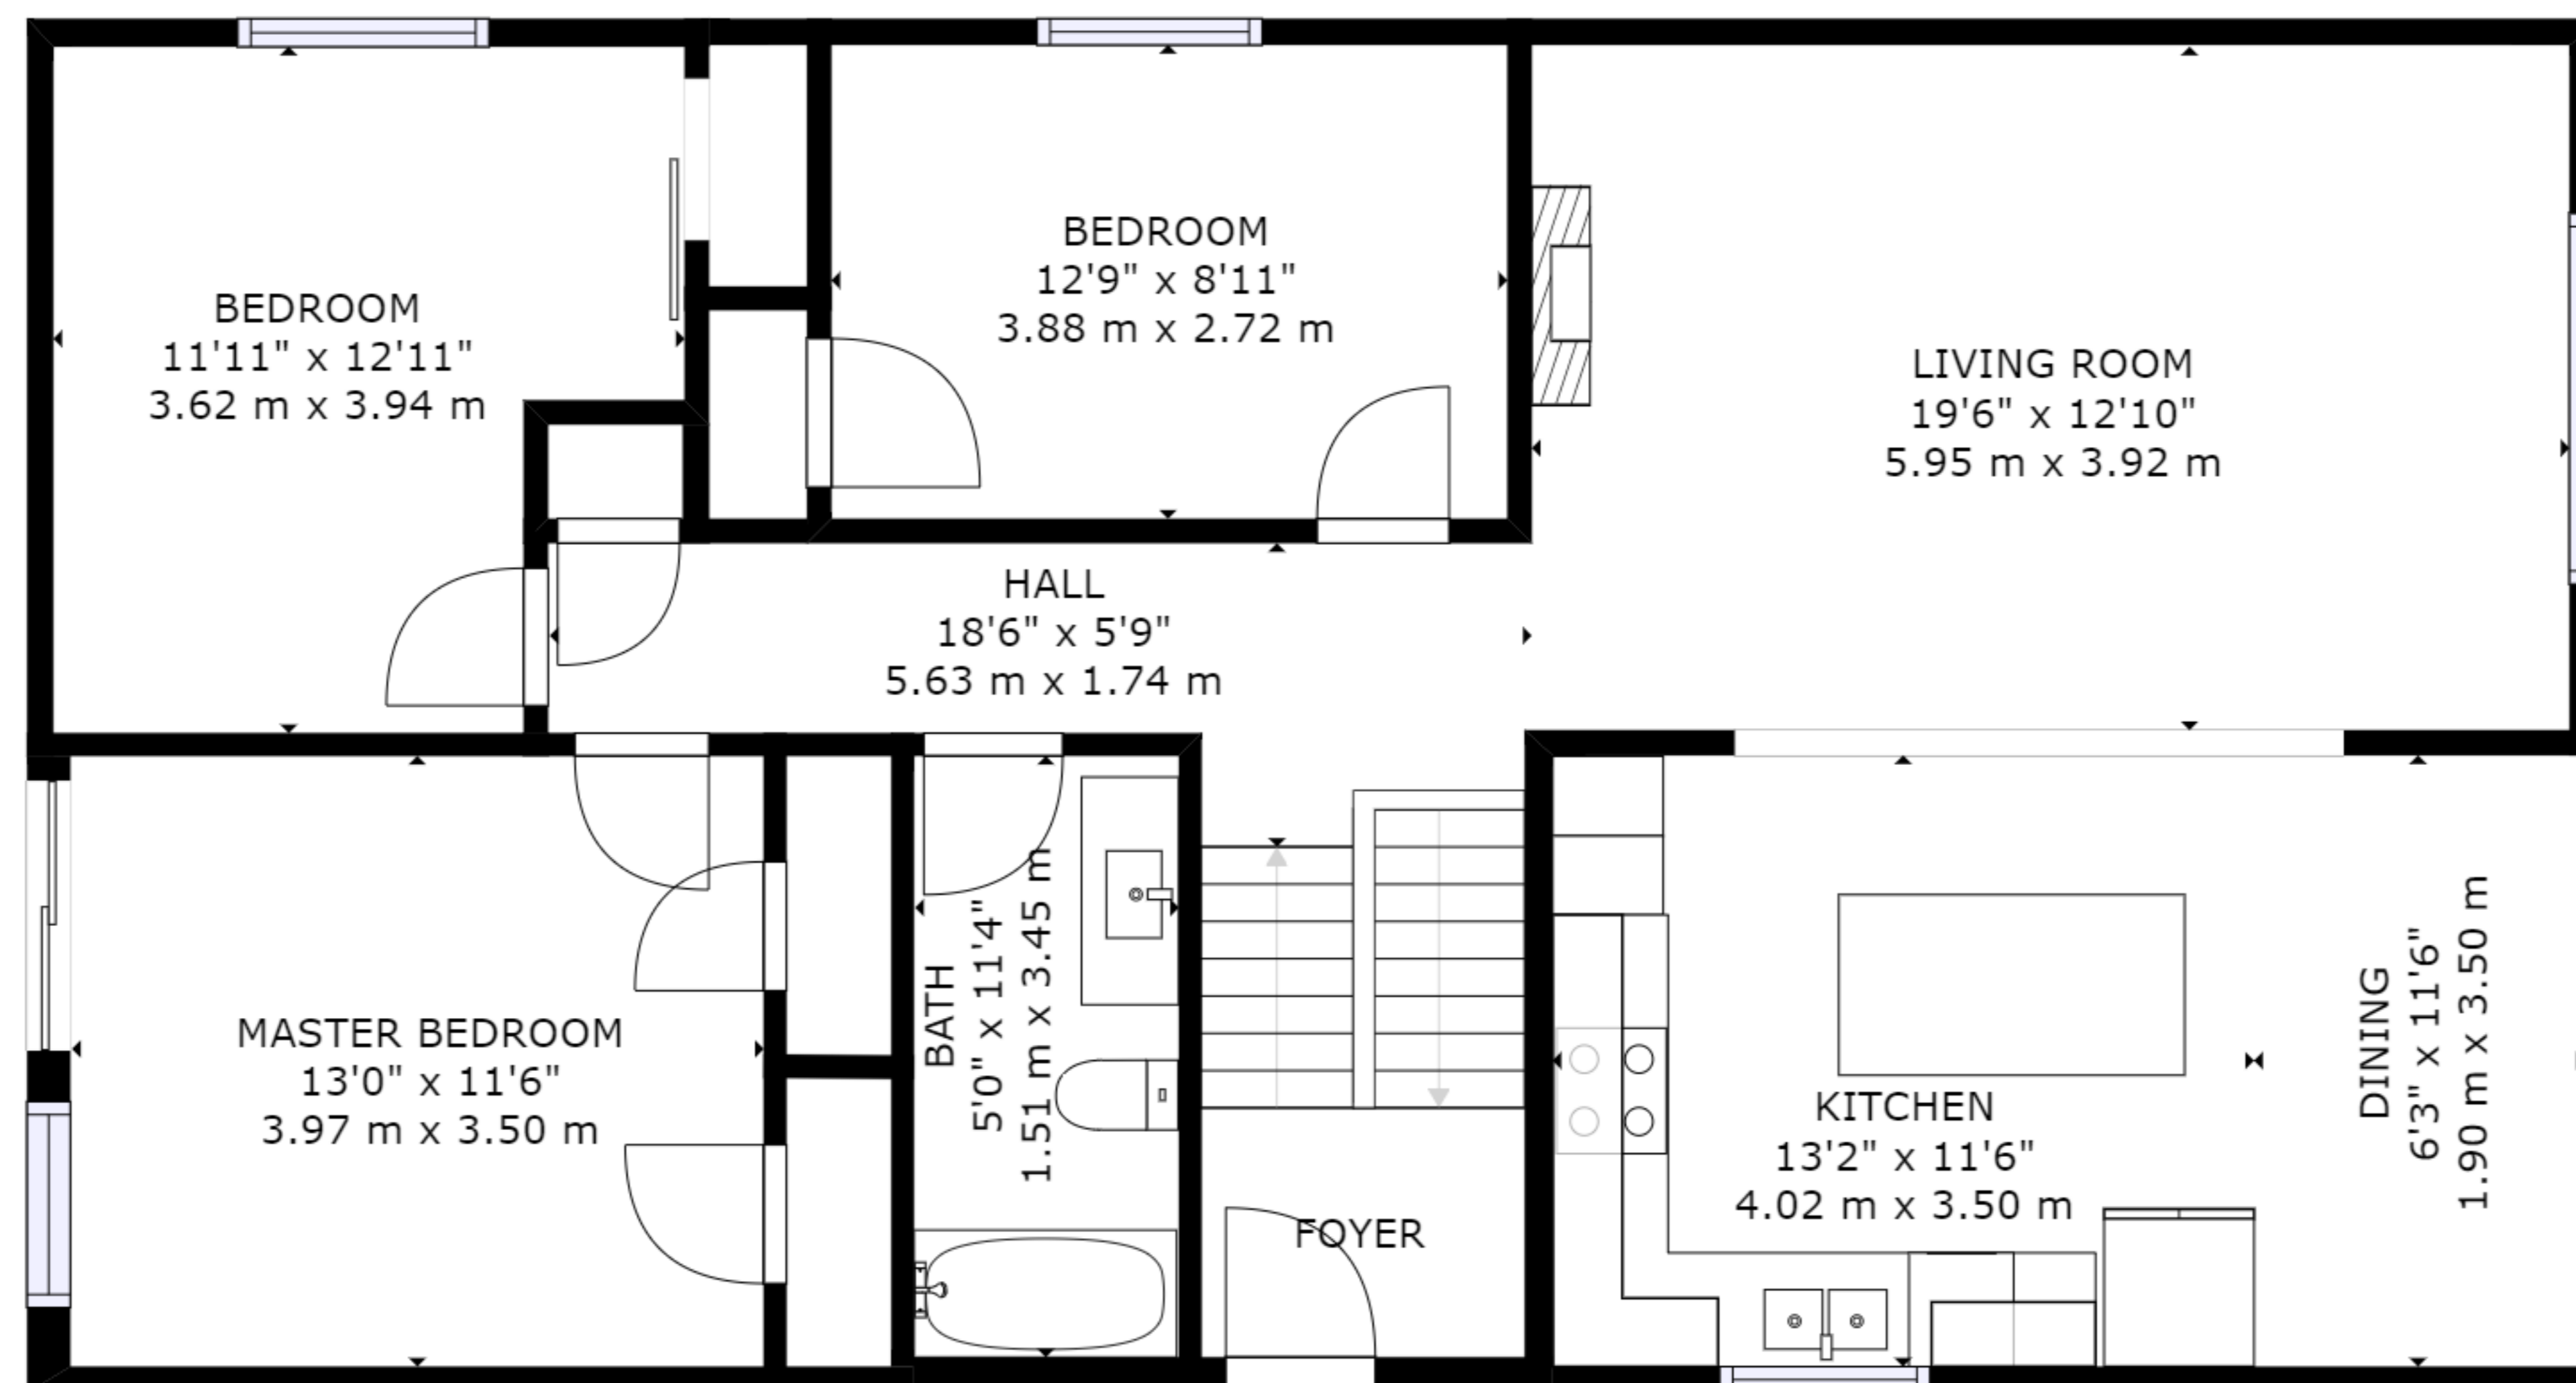 BEDROOM
11'11" x 12'11"
3.62 m x 3.94 m
BEDROOM
12'9" x 8'11"
3.88 m x 2.72 m
LIVING ROOM
19'6" x 12'10"
5.95 m x 3.92 m
HALL
18'6" x 5'9"
5.63 m x 1.74 m
MASTER BEDROOM
13'0" x 11'6"
3.97 m x 3.50 m
BATH
5'0" x 11'4"
1.51 m x 3.45 m
FOYER
KITCHEN
13'2" x 11'6"
4.02 m x 3.50 m
DINING
6'3" x 11'6"
1.90 m x 3.50 m